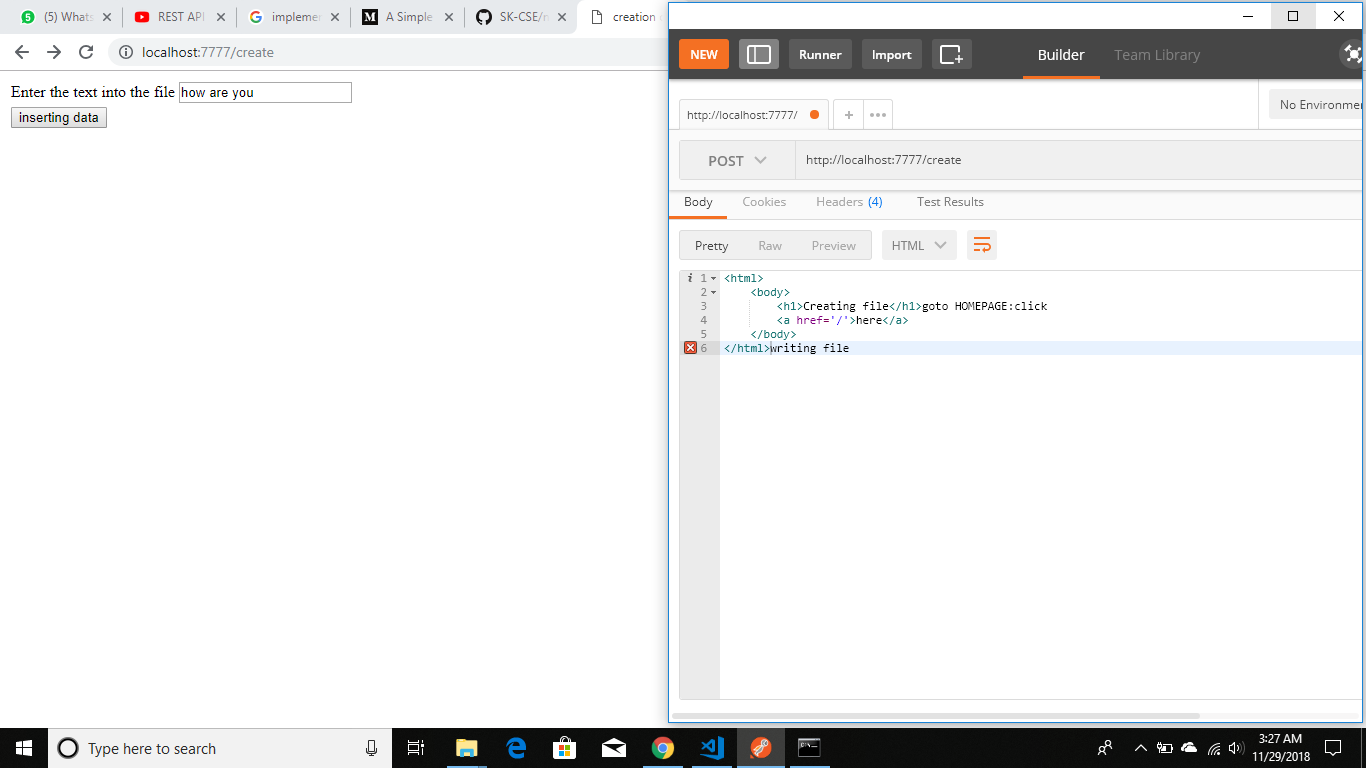 (5) Whats
REST API
implemen
A Simple
SK-CSE/n
creation
localhost:7777/create
Enter the text into the file how are you
inserting data
NEW
Runner
Import
Builder
Team Library
http://localhost:7777/
No Environmen
POST
http://localhost:7777/create
Body
Cookies
Headers (4)
Test Results
Pretty
Raw
Preview
HTML
i 1 <html>
2 <body>
3 <h1>Creating file</h1>goto HOMEPAGE:click
4 <a href='/'>here</a>
5 </body>
6 </html>writing file
Type here to search
3:27 AM
11/29/2018